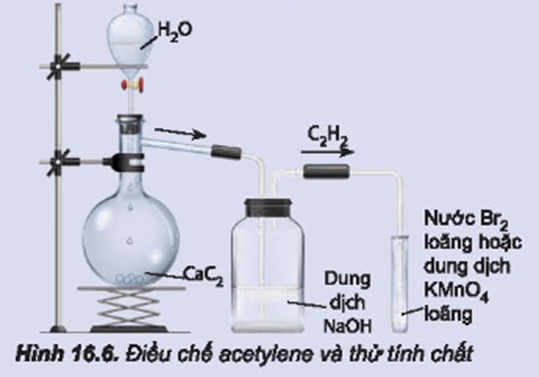 H₂O
C₂H₂
CaC₂
Dung
dịch
NaOH
Nước Br₂
loãng hoặc
dung dịch
KMnO₄
loãng
Hình 16.6. Điều chế acetylene và thử tính chất